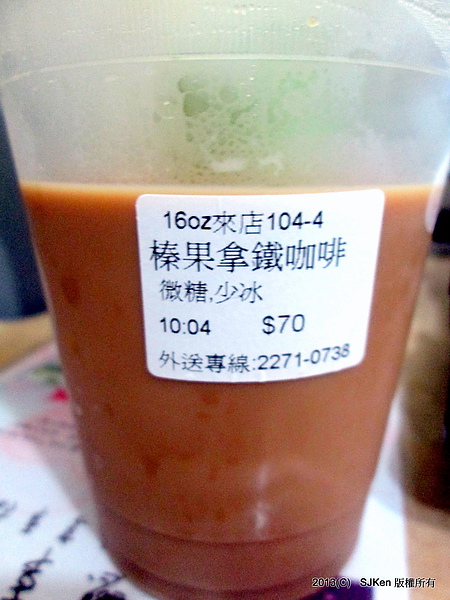 16oz來店104-4
榛果拿鐵咖啡
微糖,少冰
10:04 $70
外送專線:2271-0738
2013(C) SJKen 版權所有